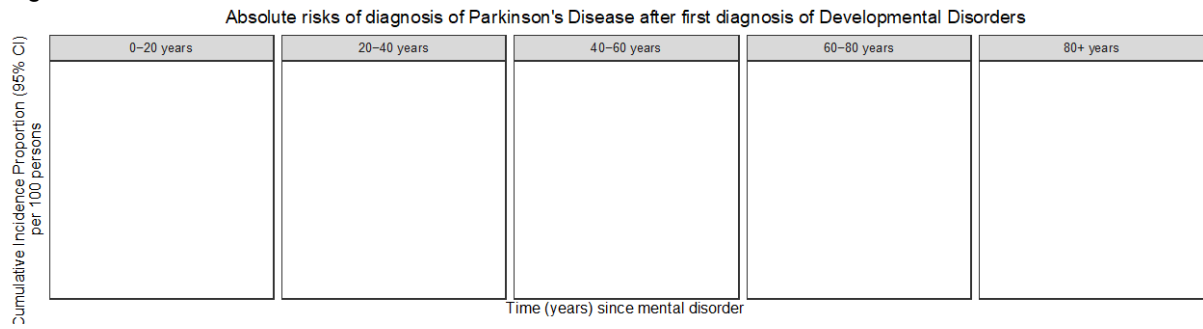 Absolute risks of diagnosis of Parkinson's Disease after first diagnosis of Developmental Disorders
0−20 years
20−40 years
40−60 years
60−80 years
80+ years
Cumulative Incidence Proportion (95% CI)
per 100 persons
Time (years) since mental disorder